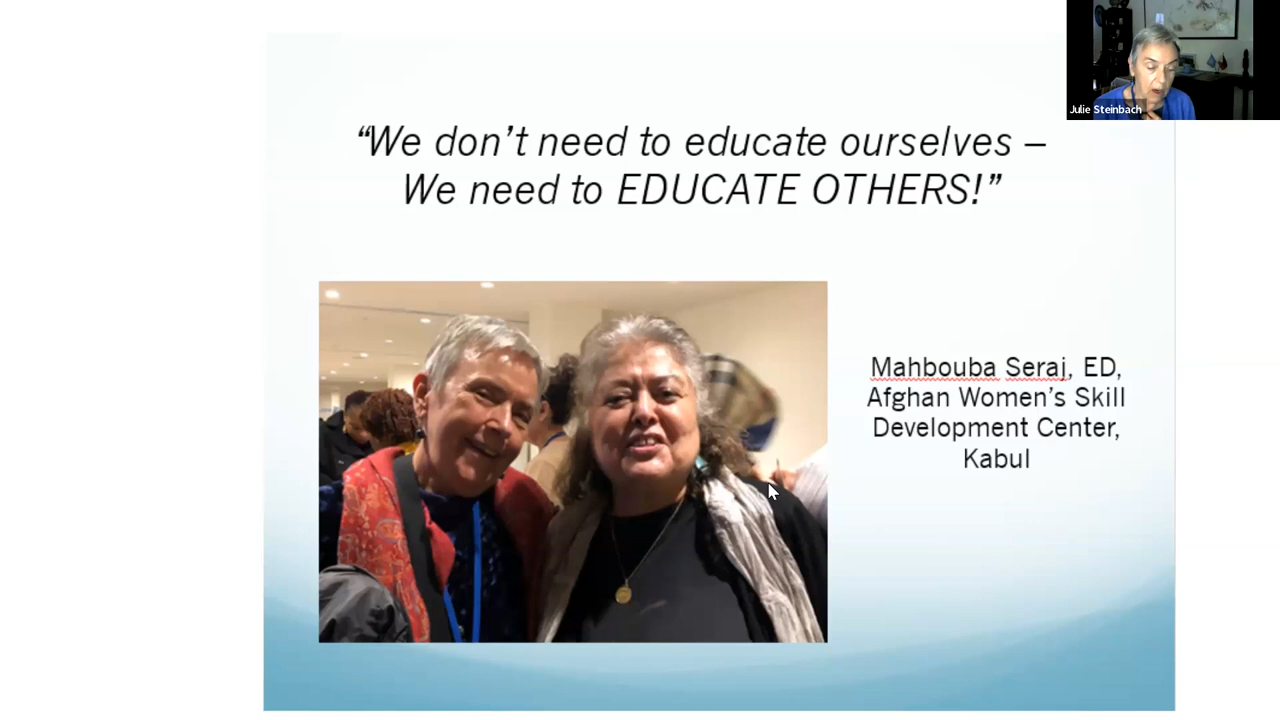 “We don’t need to educate ourselves –
We need to EDUCATE OTHERS!”
Mahbouba Seraj, ED,
Afghan Women’s Skill
Development Center,
Kabul
Julie Steinbach